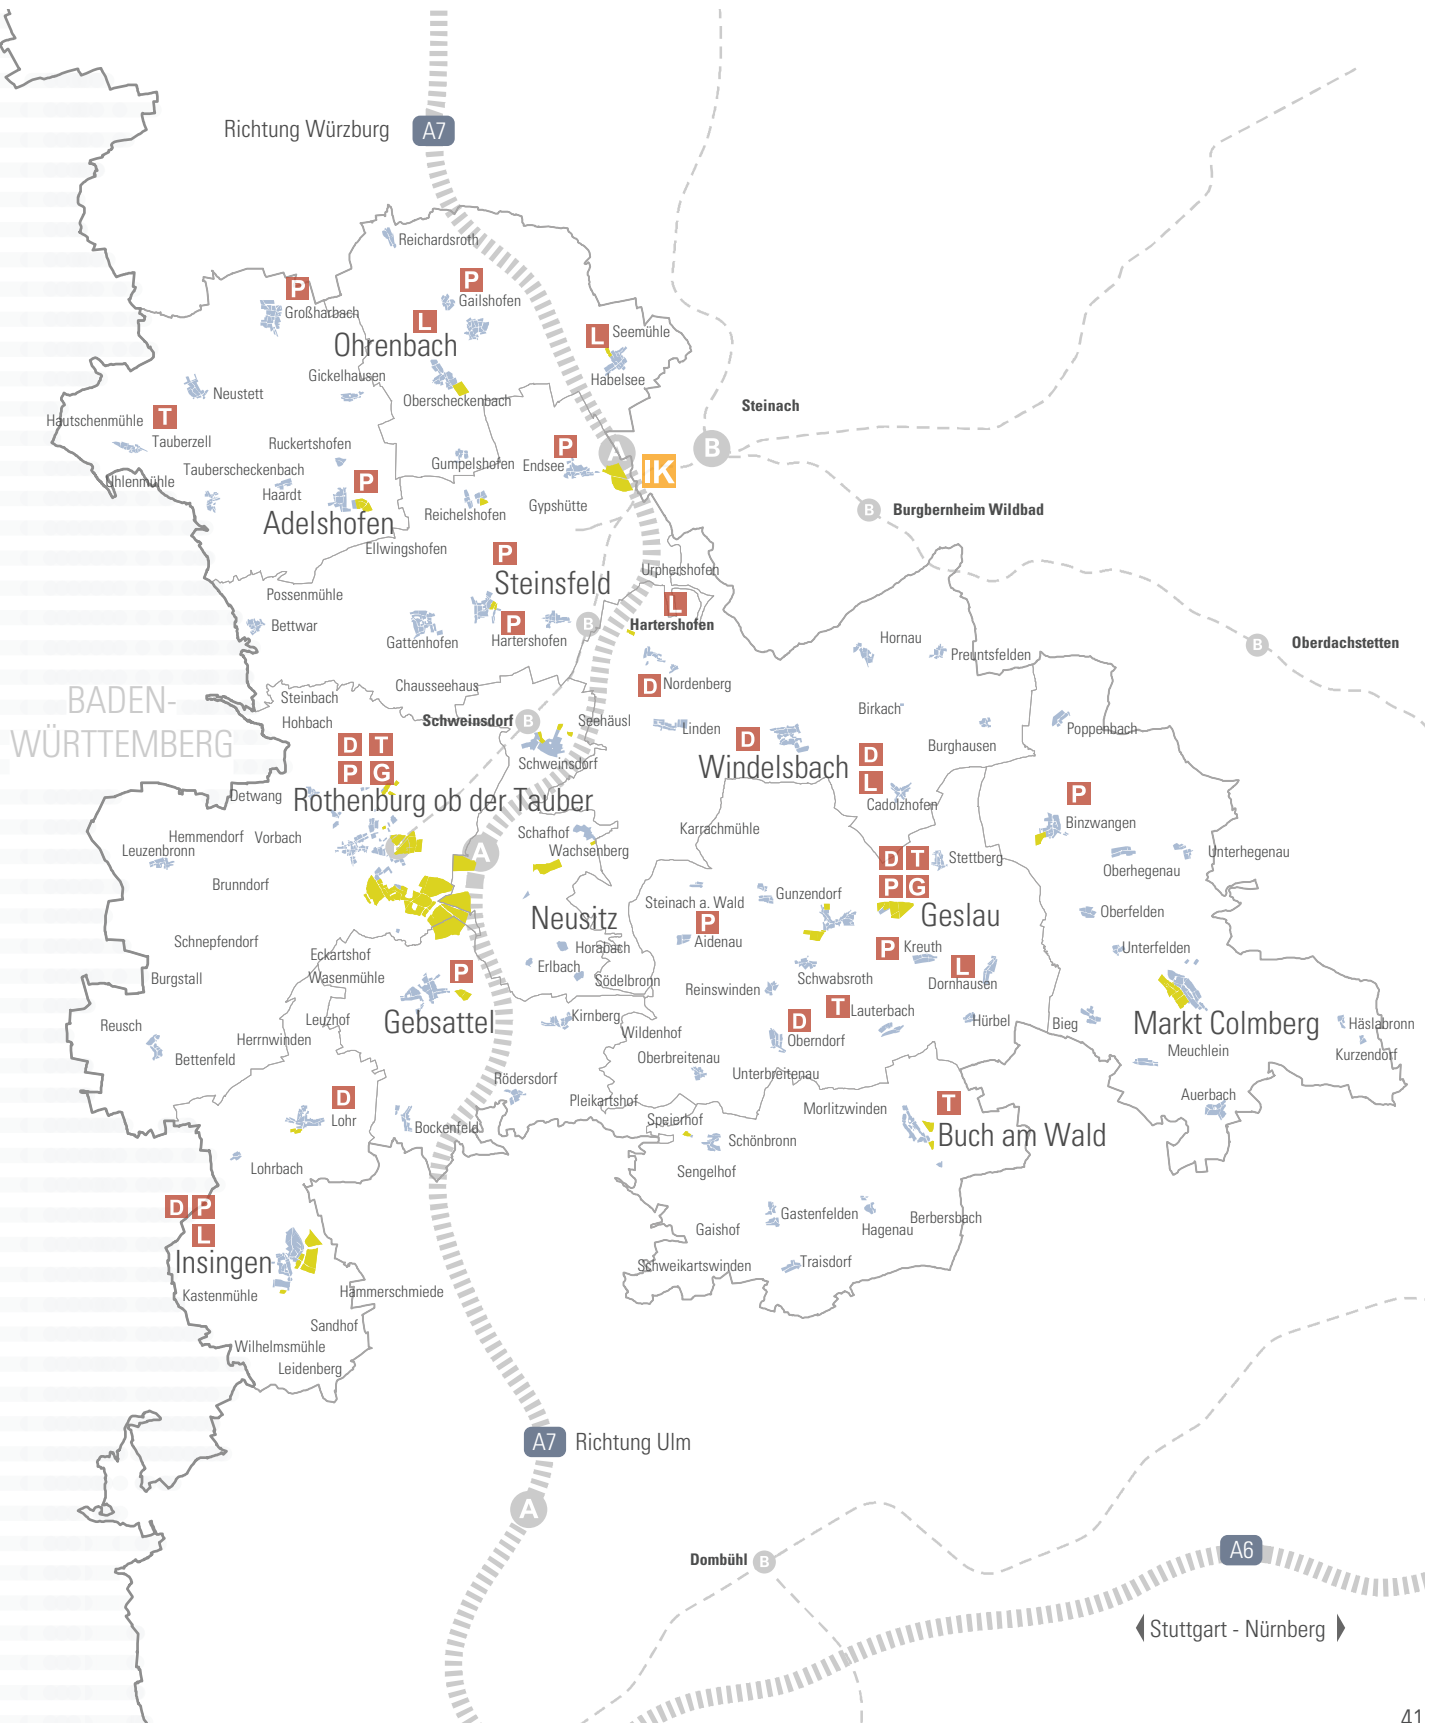 Richtung Würzburg
A7
Reichardsroth
P
P
Großharbach
Gailshofen
L
L
Seemühle
Ohrenbach
Gickelhausen
Habelsee
Neustett
Oberscheckenbach
Steinach
T
Hautschenmühle
Tauberzell
Ruckertshofen
P
A
B
Tauberscheckenbach
Gumpelshofen
Endsee
IK
Uhlenmühle
Haardt
P
Reichelshofen
Gypshütte
B
Burgbernheim Wildbad
Adelshofen
Ellwingshofen
P
Urphershofen
Steinsfeld
Possenmühle
L
Bettwar
P
B
Hartershofen
Gattenhofen
Hartershofen
Hornau
B
Oberdachstetten
Preuntsfelden
Chausseehaus
D
Nordenberg
BADEN-
WÜRTTEMBERG
Steinbach
Hohbach
Schweinsdorf
B
Seehäusl
Linden
Birkach
Poppenbach
D
T
D
Burghausen
Schweinsdorf
Windelsbach
D
P
G
L
Detwang
Rothenburg ob der Tauber
Cadolzhofen
P
Binzwangen
Hemmendorf
Vorbach
Schafhof
Karrachmühle
Leuzenbronn
A
Wachsenberg
D
T
Stettberg
Unterhegenau
Oberhegenau
Brunndorf
P
G
Gunzendorf
Steinach a. Wald
Neusitz
P
Geslau
Oberfelden
Schnepfendorf
Aidenau
P
Kreuth
Unterfelden
Eckartshof
Horabach
Burgstall
Wasenmühle
P
Erlbach
Södelbronn
Schwabsroth
L
Dornhausen
Reinswinden
Gebsattel
T
Lauterbach
Reusch
Leuzhof
Kirnberg
D
Hürbel
Bieg
Markt Colmberg
Häslabronn
Herrnwinden
Wildenhof
Oberndorf
Bettenfeld
Oberbreitenau
Meuchlein
Kurzendorf
Rödersdorf
Unterbreitenau
D
Pleikartshof
Morlitzwinden
T
Auerbach
Lohr
Bockenfeld
Speierhof
Schönbronn
Buch am Wald
Lohrbach
Sengelhof
D
P
L
Gaishof
Gastenfelden
Hagenau
Berbersbach
Insingen
Schweikartswinden
Traisdorf
Kastenmühle
Hammerschmiede
Sandhof
Wilhelmsmühle
Leidenberg
A7
Richtung Ulm
A
Dombühl
B
A6
Stuttgart - Nürnberg
41